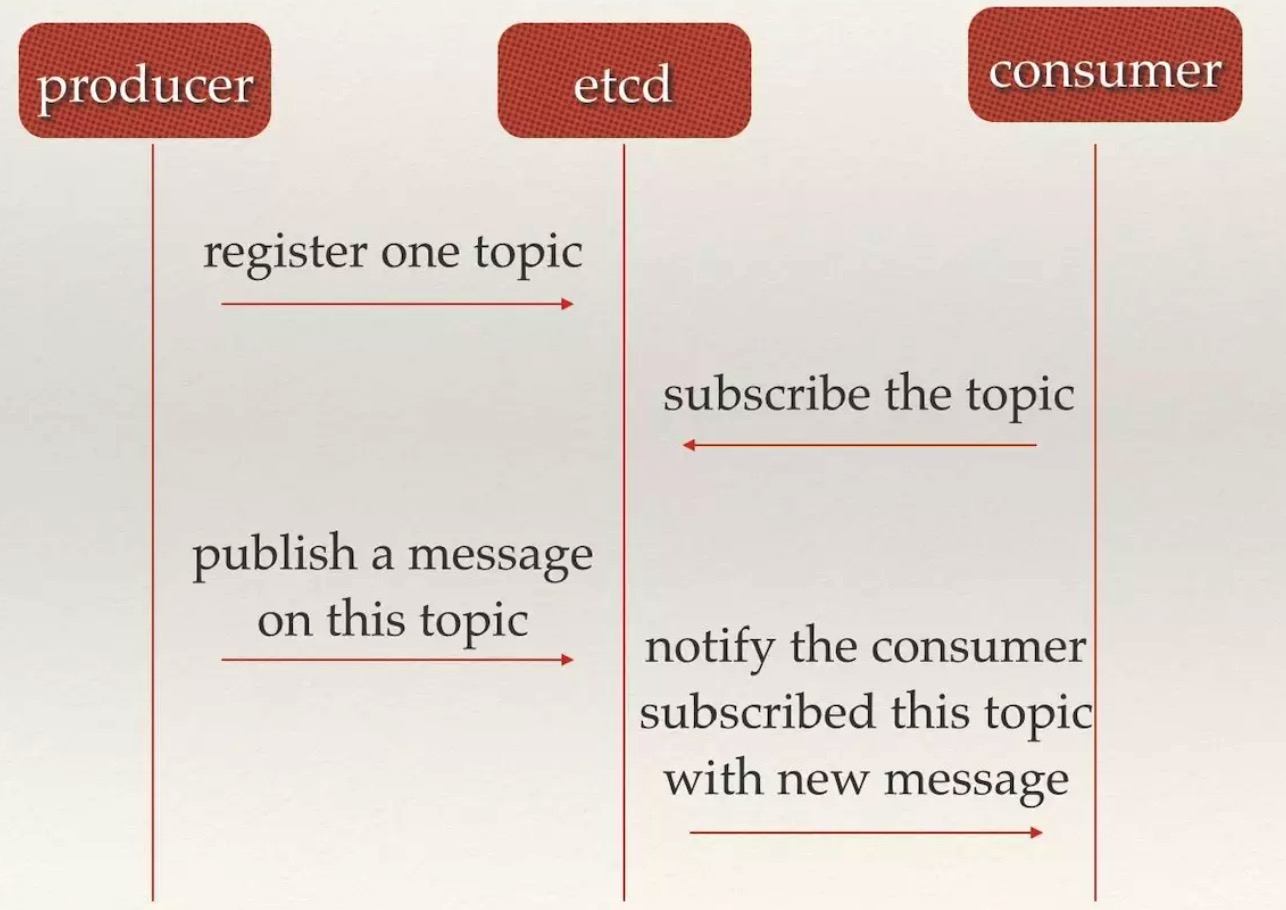 producer
etcd
consumer
register one topic
subscribe the topic
publish a message
on this topic
notify the consumer
subscribed this topic
with new message